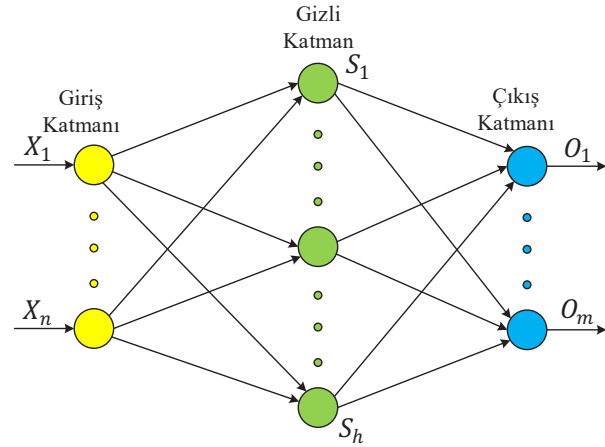 Gizli
Katman
S₁
Giriş
Katmanı
Çıkış
Katmanı
X₁
O₁
Xₙ
Oₘ
Sₕ